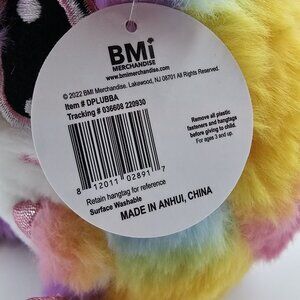 BMi
MERCHANDISE
www.bmimerchandise.com
© 2022 BMI Merchandise. Lakewood, NJ 08701 All Rights Reserved.
Item # DPLUBBA
Tracking # 036608 220930
Remove all plastic
fasteners and hangtags
before giving to child.
For ages 3 and up.
8 12011 02891 7
Retain hangtag for reference
Surface Washable
MADE IN ANHUI, CHINA